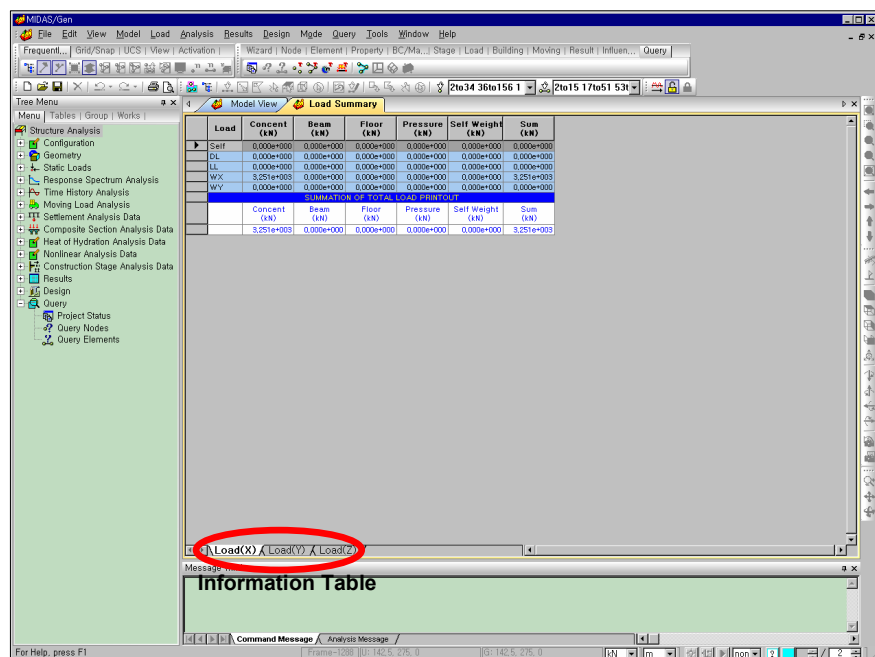 MIDAS/Gen
File Edit View Model Load Analysis Results Design Mode Query Tools Window Help
Frequentl... Grid/Snap UCS View Activation Wizard Node Element Property BC/Ma... Stage Load Building Moving Result Influen... Query
2to34 36to156 1 2to15 17to51 53t
Tree Menu
Model View Load Summary
Menu Tables Group Works
Structure Analysis
Configuration
Geometry
Static Loads
Response Spectrum Analysis
Time History Analysis
Moving Load Analysis
Settlement Analysis Data
Composite Section Analysis Data
Heat of Hydration Analysis Data
Nonlinear Analysis Data
Construction Stage Analysis Data
Results
Design
Query
Project Status
Query Nodes
Query Elements
Load Concent (kN) Beam (kN) Floor (kN) Pressure (kN) Self Weight (kN) Sum (kN)
Self 0,000e+000 0,000e+000 0,000e+000 0,000e+000 0,000e+000 0,000e+000
DL 0,000e+000 0,000e+000 0,000e+000 0,000e+000 0,000e+000 0,000e+000
LL 0,000e+000 0,000e+000 0,000e+000 0,000e+000 0,000e+000 0,000e+000
WX 3,251e+003 0,000e+000 0,000e+000 0,000e+000 0,000e+000 3,251e+003
WY 0,000e+000 0,000e+000 0,000e+000 0,000e+000 0,000e+000 0,000e+000
SUMMATION OF TOTAL LOAD PRINTOUT
Concent (kN) Beam (kN) Floor (kN) Pressure (kN) Self Weight (kN) Sum (kN)
3,251e+003 0,000e+000 0,000e+000 0,000e+000 0,000e+000 3,251e+003
Load(X) Load(Y) Load(Z)
Message
Information Table
Command Message Analysis Message
For Help, press F1 Frame-1288 U: 142.5, 275, 0 G: 142.5, 275, 0 kN m non ? / 2